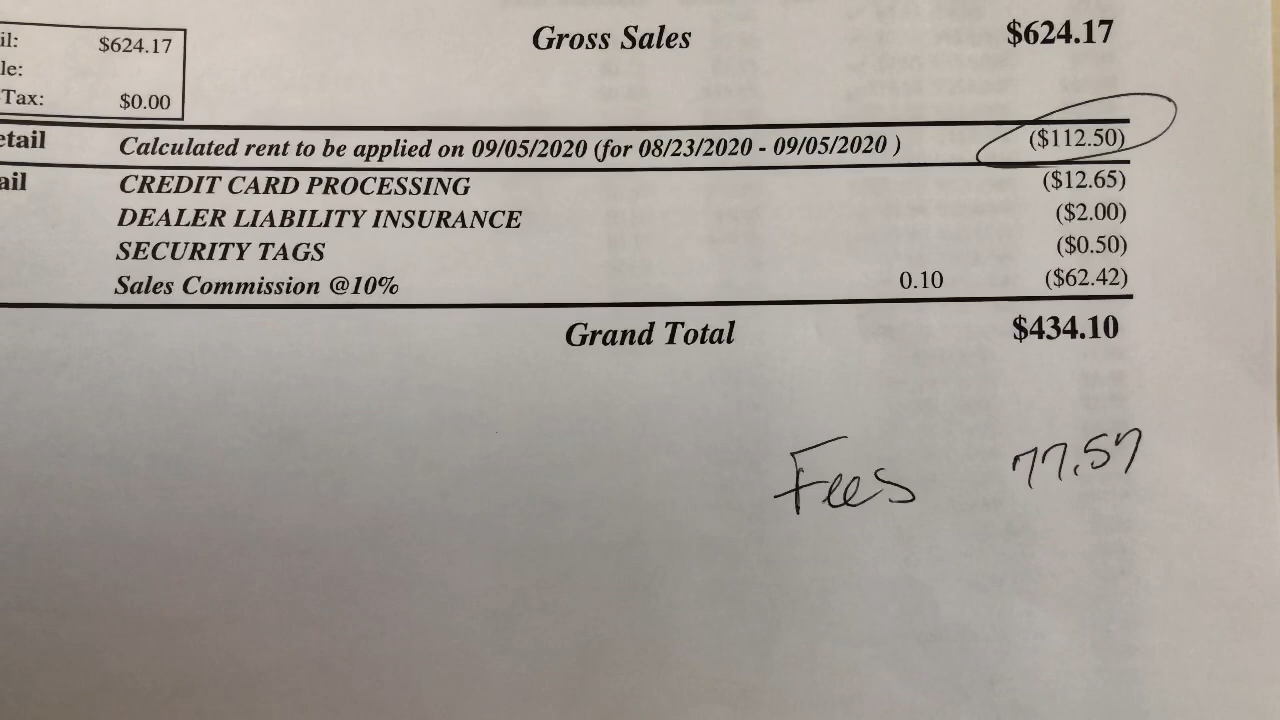 Gross Sales $624.17
il: $624.17
le:
Tax: $0.00
etail Calculated rent to be applied on 09/05/2020 (for 08/23/2020 - 09/05/2020 ) ($112.50)
ail CREDIT CARD PROCESSING ($12.65)
DEALER LIABILITY INSURANCE ($2.00)
SECURITY TAGS ($0.50)
Sales Commission @10% 0.10 ($62.42)
Grand Total $434.10
Fees 77.57